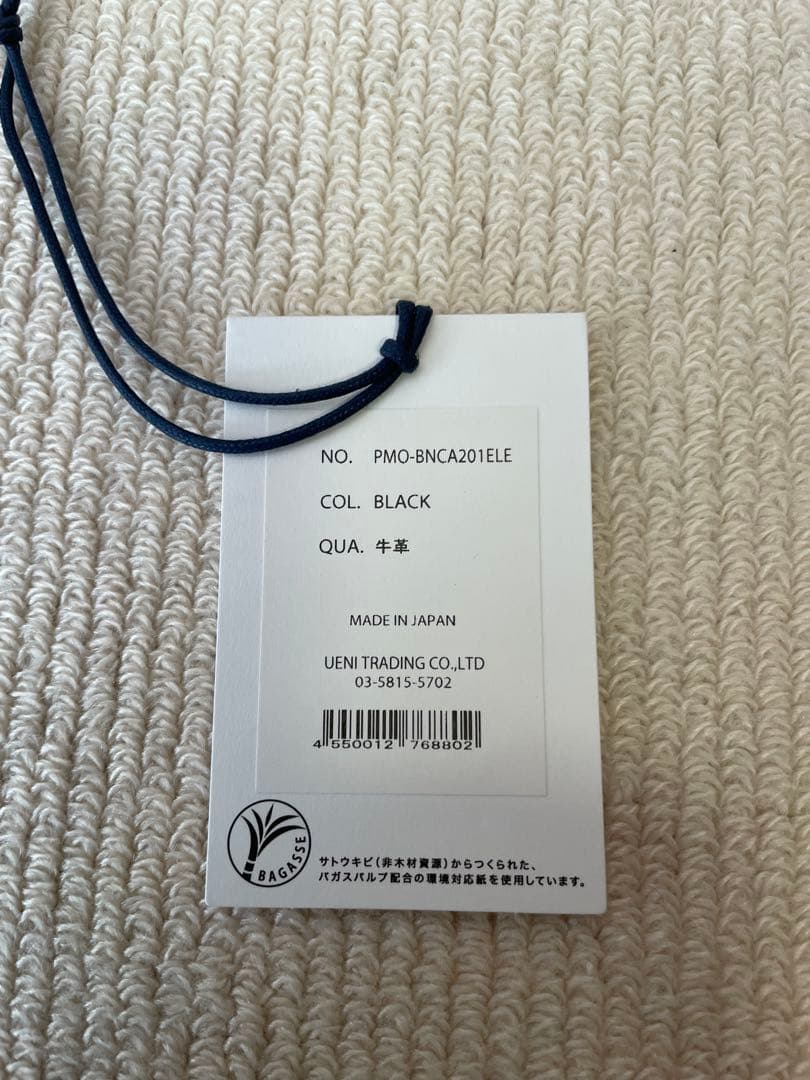 NO. PMO-BNCA201ELE
COL. BLACK
QUA. 牛革
MADE IN JAPAN
UENI TRADING CO.,LTD
03-5815-5702
4 550012 768802
BAGASSE
サトウキビ(非木材資源)からつくられた、
バガスパルプ配合の環境対応紙を使用しています。